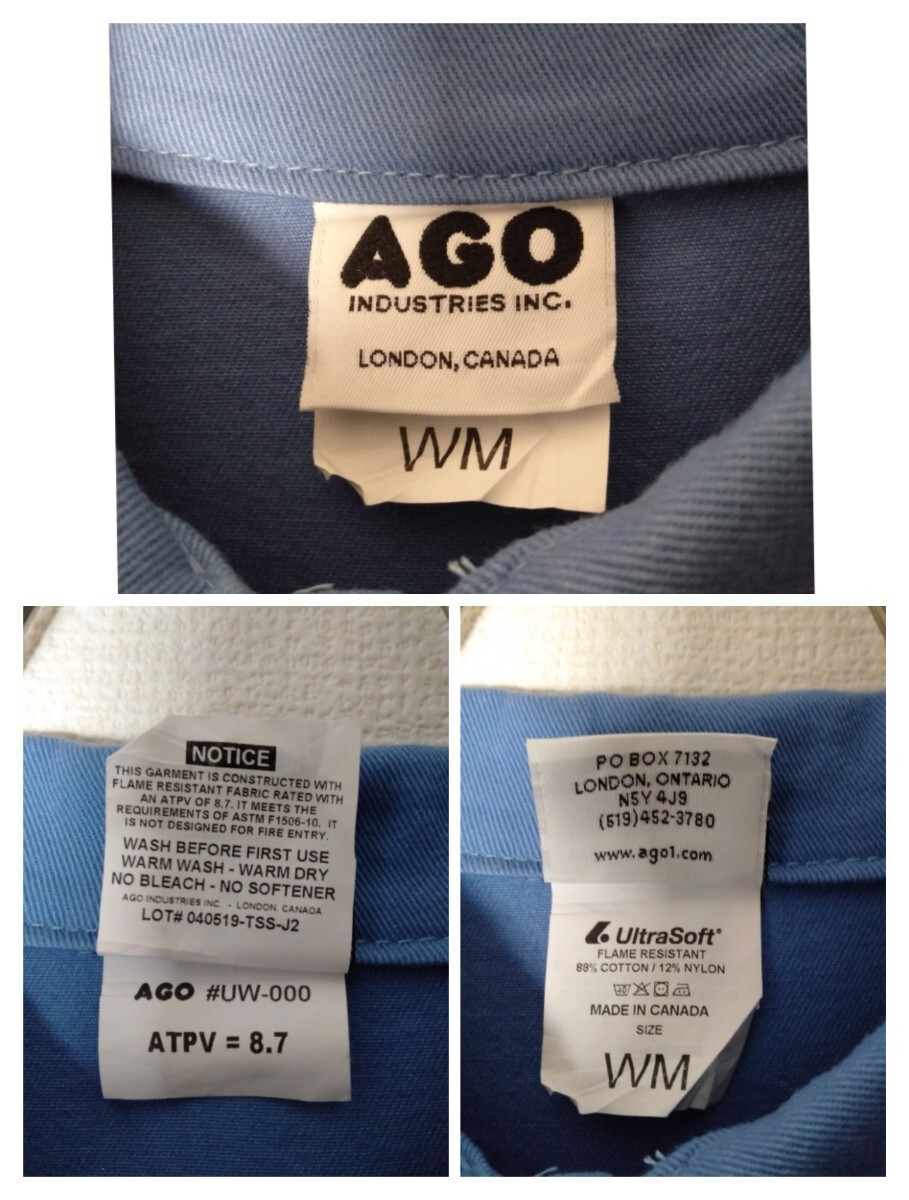 AGO
INDUSTRIES INC.
LONDON, CANADA
WM
NOTICE
THIS GARMENT IS CONSTRUCTED WITH
FLAME RESISTANT FABRIC RATED WITH
AN ATPV OF 8.7. IT MEETS THE
REQUIREMENTS OF ASTM F1506-10. IT
IS NOT DESIGNED FOR FIRE ENTRY.
WASH BEFORE FIRST USE
WARM WASH - WARM DRY
NO BLEACH - NO SOFTENER
AGO INDUSTRIES INC. - LONDON, CANADA
LOT# 040519-TSS-J2
AGO #UW-000
ATPV = 8.7
PO BOX 7132
LONDON, ONTARIO
N5Y 4J9
(519)452-3780
www.ago1.com
UltraSoft®
FLAME RESISTANT
88% COTTON / 12% NYLON
MADE IN CANADA
SIZE
WM